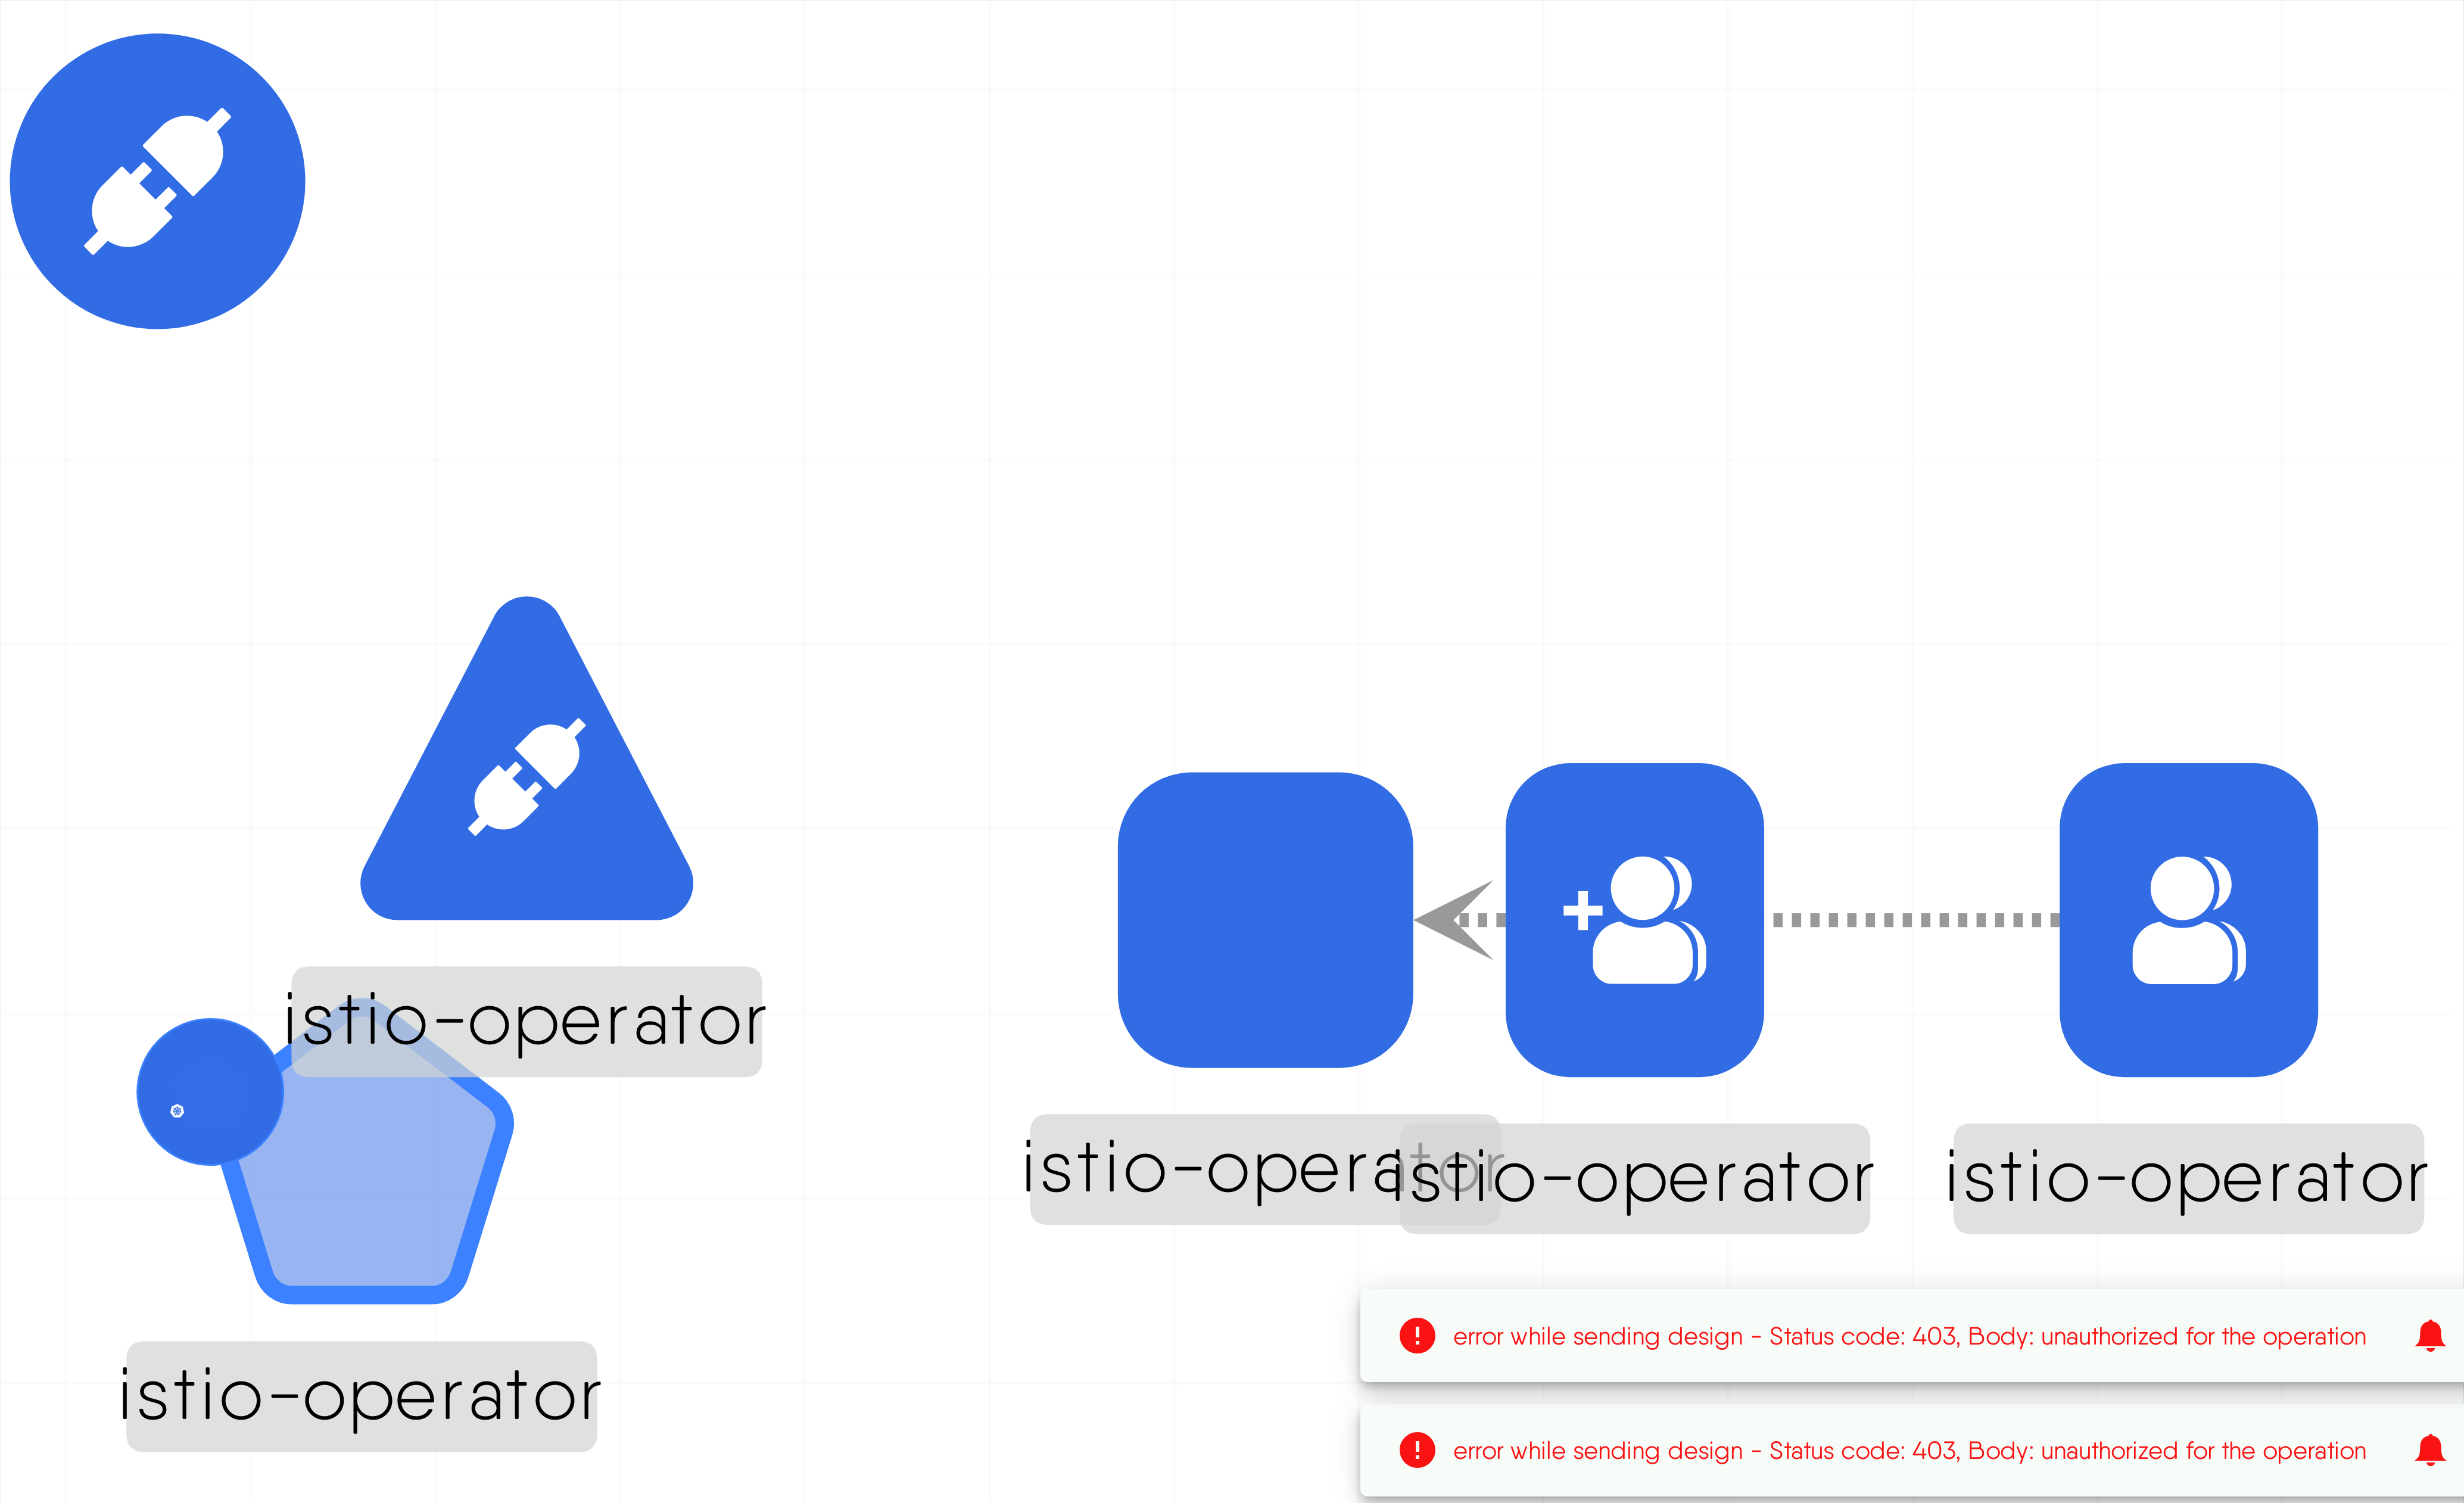 istio-operator
istio-operator
istio-operator
istio-operator
istio-operator
error while sending design - Status code: 403, Body: unauthorized for the operation
error while sending design - Status code: 403, Body: unauthorized for the operation